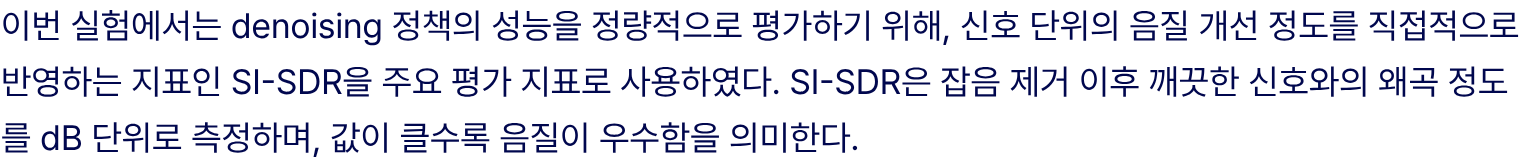 이번 실험에서는 denoising 정책의 성능을 정량적으로 평가하기 위해, 신호 단위의 음질 개선 정도를 직접적으로
반영하는 지표인 SI-SDR을 주요 평가 지표로 사용하였다. SI-SDR은 잡음 제거 이후 깨끗한 신호와의 왜곡 정도
를 dB 단위로 측정하며, 값이 클수록 음질이 우수함을 의미한다.